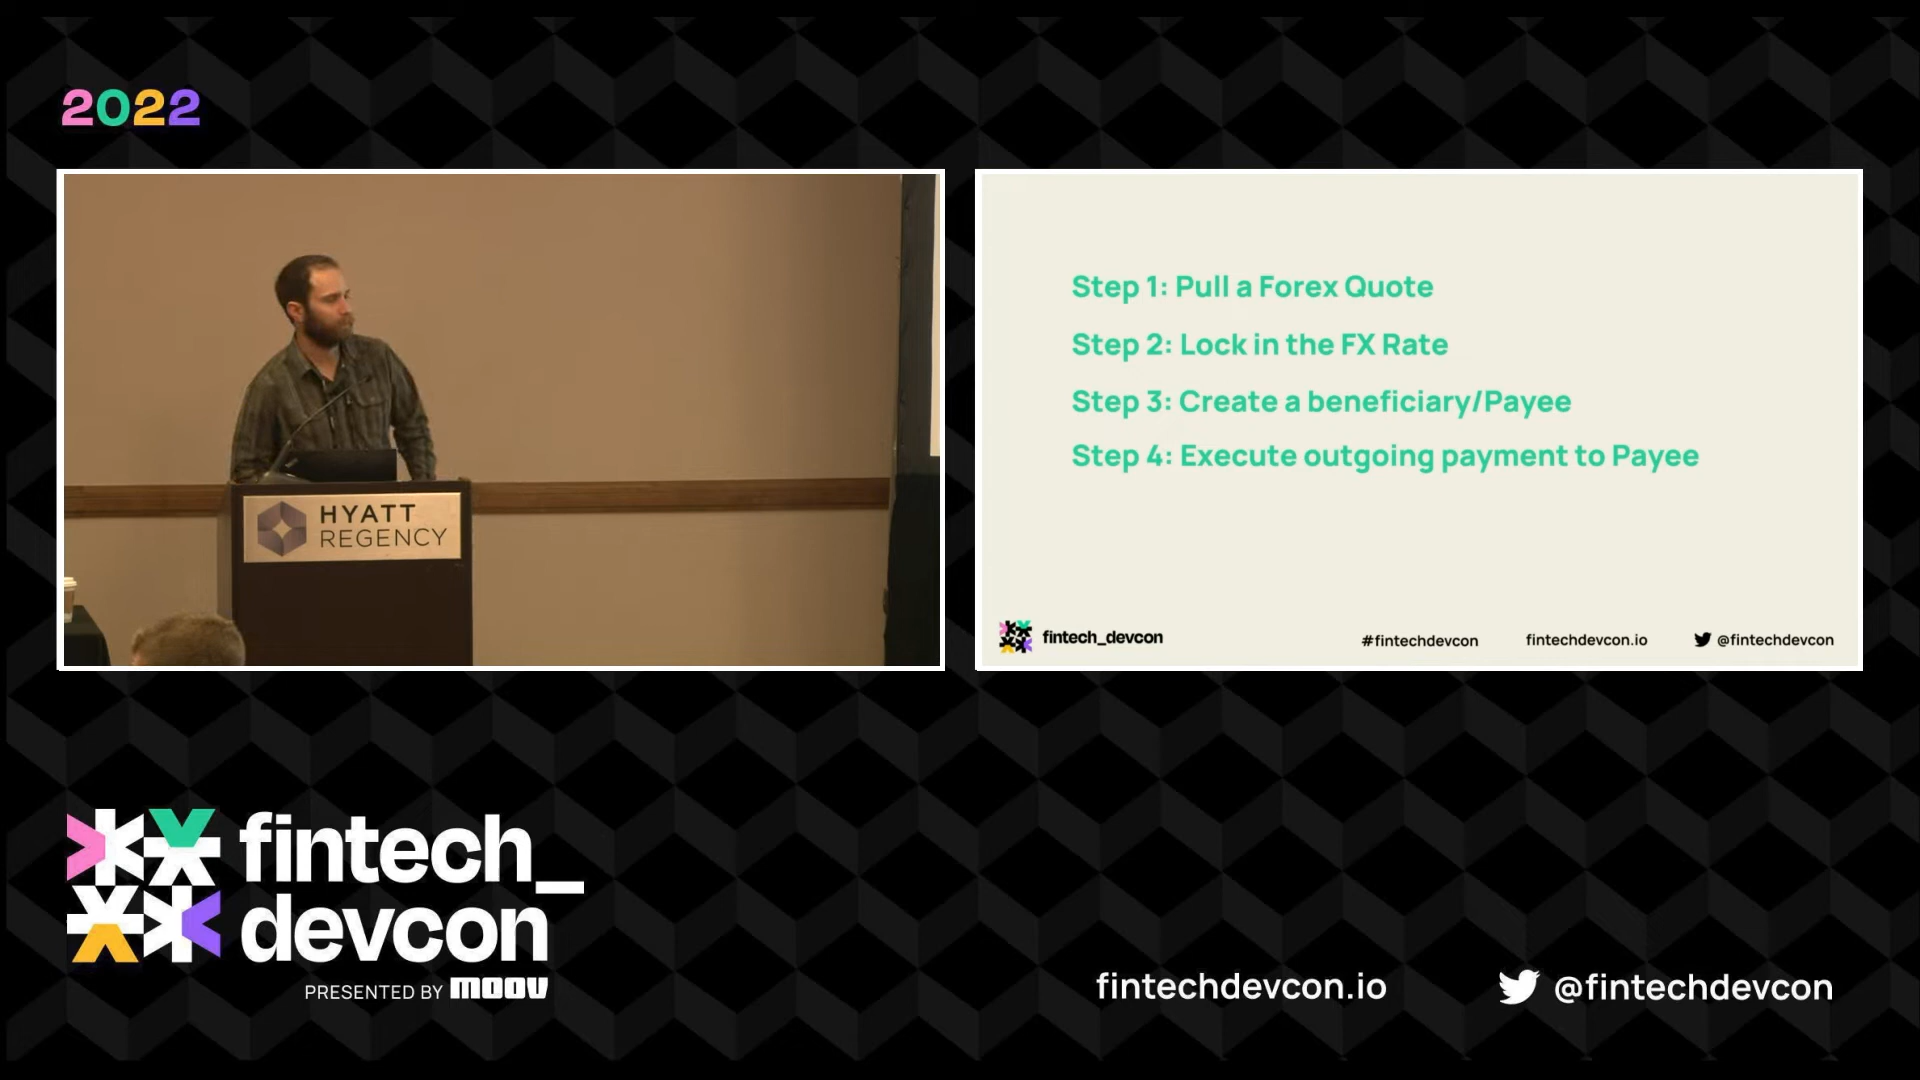 2022
HYATT
REGENCY
Step 1: Pull a Forex Quote
Step 2: Lock in the FX Rate
Step 3: Create a beneficiary/Payee
Step 4: Execute outgoing payment to Payee
fintech_devcon
#fintechdevcon
fintechdevcon.io
@fintechdevcon
fintech_
devcon
PRESENTED BY moov
fintechdevcon.io
@fintechdevcon